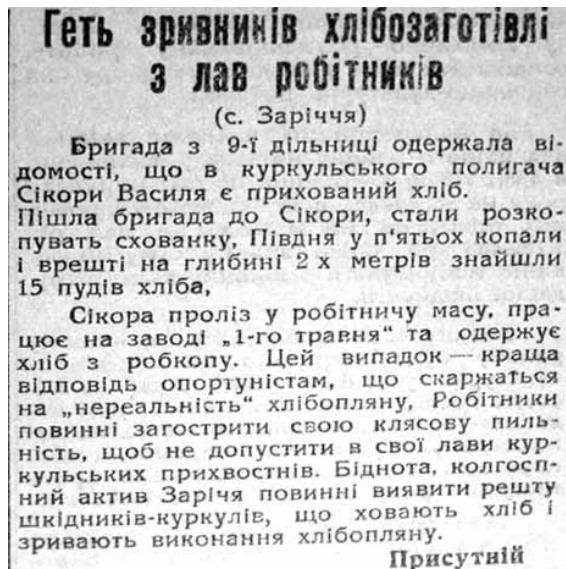 Геть зривників хлібозаготівлі
з лав робітників
(с. Заріччя)
Бригада з 9-ї дільниці одержала ві-
домості, що в куркульського полигача
Сікори Василя є прихований хліб.
Пішла бригада до Сікори, стали розко-
пувать схованку, Півдня у п'ятьох копали
і врешті на глибині 2 х метрів знайшли
15 пудів хліба,
Сікора проліз у робітничу масу, пра-
цює на заводі „1-го травня“ та одержує
хліб з робкопу. Цей випадок — краща
відповідь опортуністам, що скаржаться
на „нереальність“ хлібопляну, Робітники
повинні загострити свою клясову пиль-
ність, щоб не допустити в свої лави кур-
кульських прихвостнів. Біднота, колгосп-
ний актив Зарічя повинні виявити решту
шкідників-куркулів, що ховають хліб і
зривають виконання хлібопляну.
Присутній